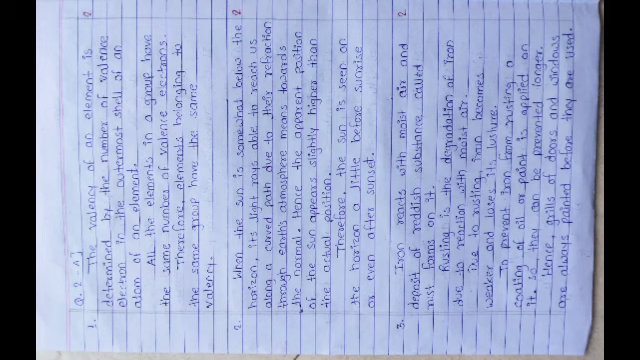 Q. 2 A]
1. The valency of an element is 2
determined by the number of valence
electron in the outermost shell of an
atom of an element.
All the elements in a group have
the same number of valence electrons.
Therefore, elements belonging to
the same group have the same
valency.
2. When the sun is somewhat below the 2
horizon, its light rays able to reach us
along a curved path due to their refraction
through earth's atmosphere means towards
the normal. Hence the apparent position
of the sun appears slightly higher than
the actual position.
Therefore, the sun is seen on
the horizon a little before sunrise
or even after sunset.
3. Iron reacts with moist air and 2
deposit of reddish substance called
rust forms on it.
Rusting is the degradation of iron
due to reaction with moist air.
to rusting, iron becomes
weaker and loses its lusture.
To prevent iron from rusting a
coating of oil or paint is applied on
it. so, they can be prevented longer.
Hence, grills of doors and windows
are always painted before they are used.